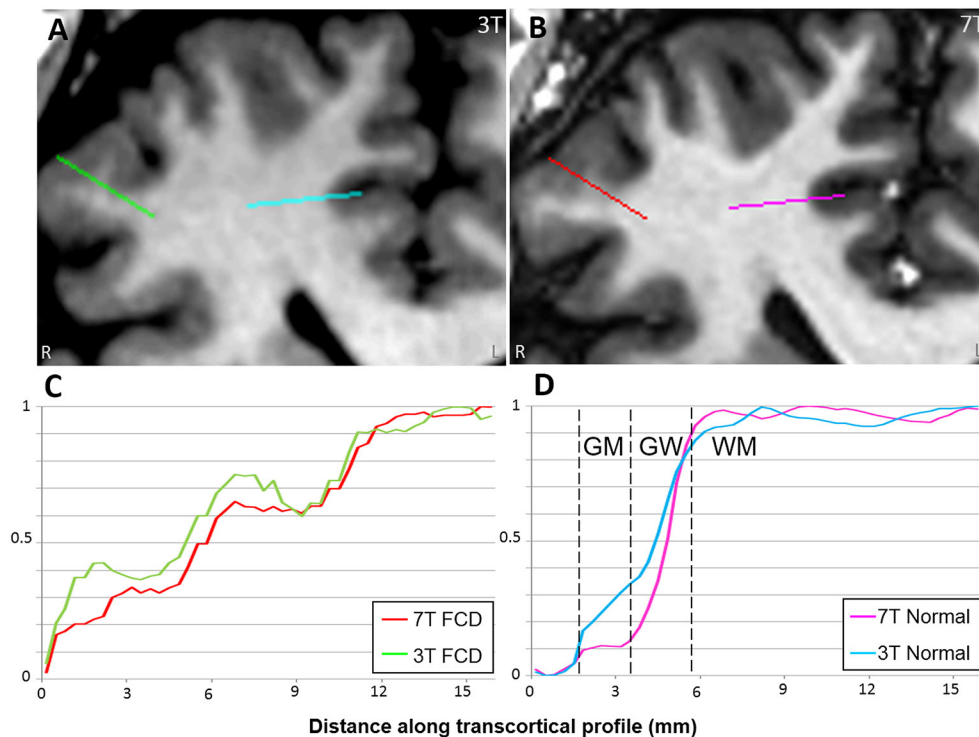 A
3T
R
L
B
7T
R
L
C
1
0.5
0
0
3
6
9
12
15
7T FCD
3T FCD
D
1
0.5
0
0
3
6
9
12
15
GM
GW
WM
7T Normal
3T Normal
Distance along transcortical profile (mm)